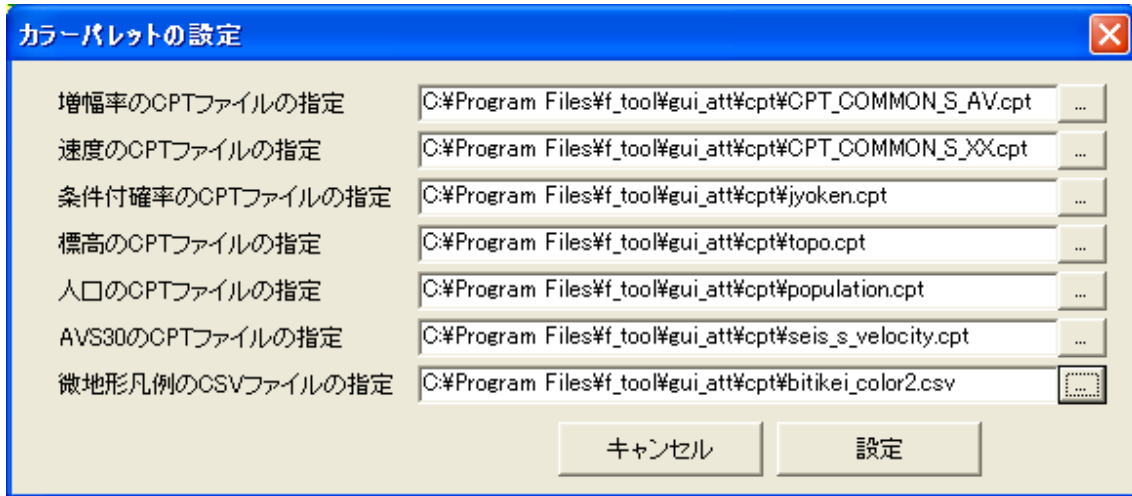 カラーパレットの設定
増幅率のCPTファイルの指定 C:¥Program Files¥f_tool¥gui_att¥cpt¥CPT_COMMON_S_AV.cpt ...
速度のCPTファイルの指定 C:¥Program Files¥f_tool¥gui_att¥cpt¥CPT_COMMON_S_XX.cpt ...
条件付確率のCPTファイルの指定 C:¥Program Files¥f_tool¥gui_att¥cpt¥jyoken.cpt ...
標高のCPTファイルの指定 C:¥Program Files¥f_tool¥gui_att¥cpt¥topo.cpt ...
人口のCPTファイルの指定 C:¥Program Files¥f_tool¥gui_att¥cpt¥population.cpt ...
AVS30のCPTファイルの指定 C:¥Program Files¥f_tool¥gui_att¥cpt¥seis_s_velocity.cpt ...
微地形凡例のCSVファイルの指定 C:¥Program Files¥f_tool¥gui_att¥cpt¥bitikei_color2.csv ...
キャンセル 設定